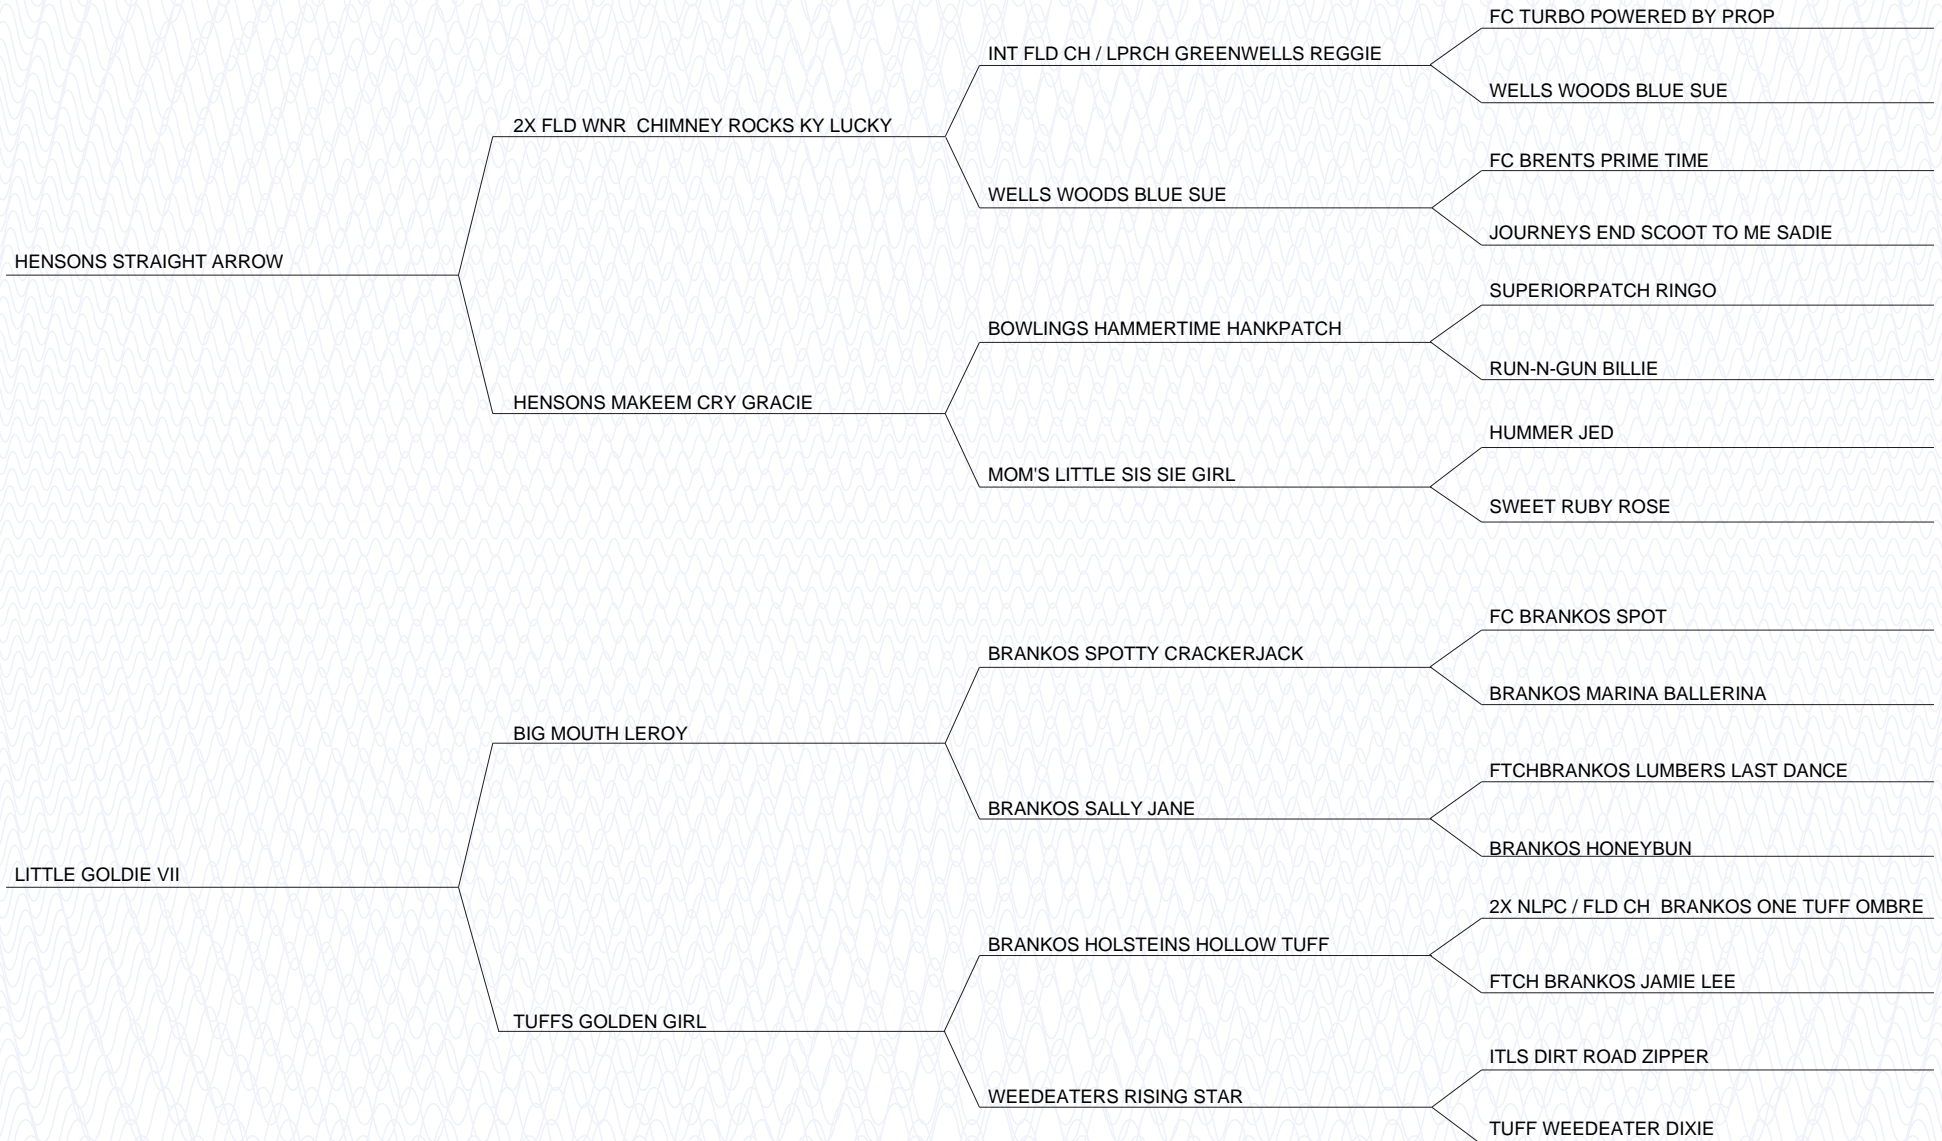 FC TURBO POWERED BY PROP
INT FLD CH / LPRCH GREENWELLS REGGIE
WELLS WOODS BLUE SUE
2X FLD WNR  CHIMNEY ROCKS KY LUCKY
FC BRENTS PRIME TIME
WELLS WOODS BLUE SUE
JOURNEYS END SCOOT TO ME SADIE
HENSONS STRAIGHT ARROW
SUPERIORPATCH RINGO
BOWLINGS HAMMERTIME HANKPATCH
RUN-N-GUN BILLIE
HENSONS MAKEEM CRY GRACIE
HUMMER JED
MOM'S LITTLE SIS SIE GIRL
SWEET RUBY ROSE
FC BRANKOS SPOT
BRANKOS SPOTTY CRACKERJACK
BRANKOS MARINA BALLERINA
BIG MOUTH LEROY
FTCHBRANKOS LUMBERS LAST DANCE
BRANKOS SALLY JANE
BRANKOS HONEYBUN
LITTLE GOLDIE VII
2X NLPC / FLD CH  BRANKOS ONE TUFF OMBRE
BRANKOS HOLSTEINS HOLLOW TUFF
FTCH BRANKOS JAMIE LEE
TUFFS GOLDEN GIRL
ITLS DIRT ROAD ZIPPER
WEEDEATERS RISING STAR
TUFF WEEDEATER DIXIE